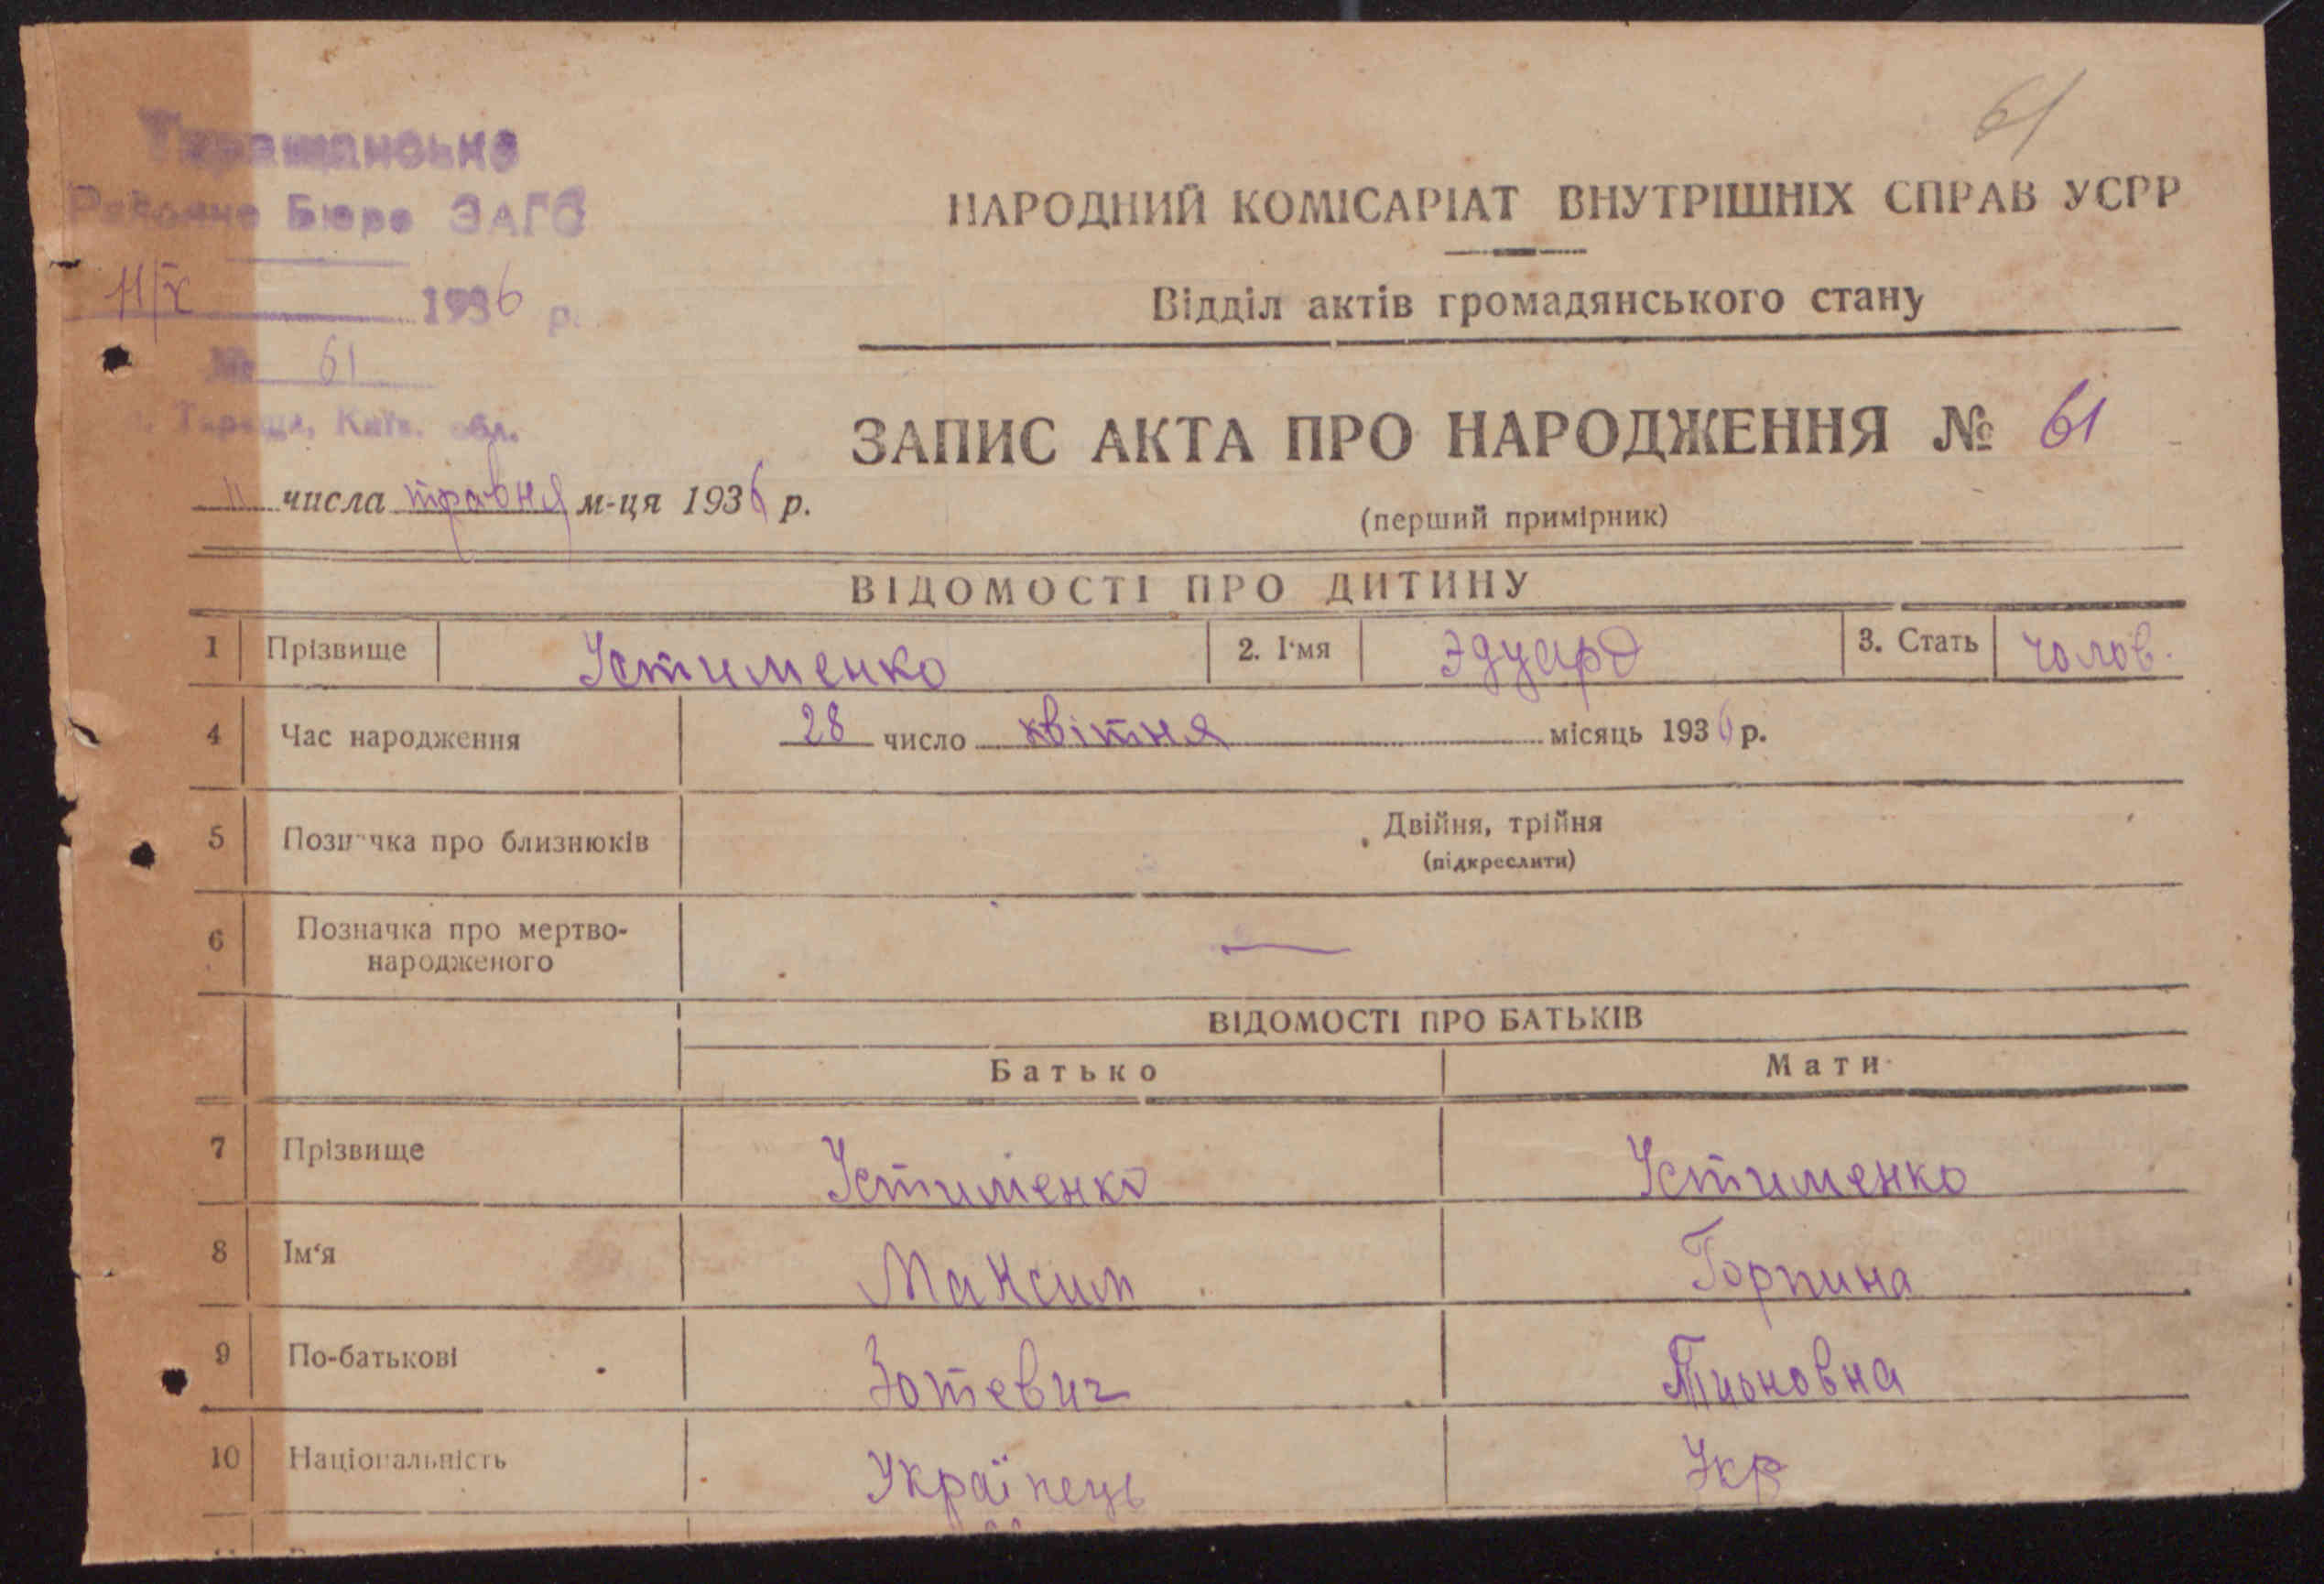 61
Таращанське
Районне Бюро ЗАГС
11/V 1936 р.
№ 61
м. Тараща, Київ. обл.
НАРОДНИЙ КОМІСАРІАТ ВНУТРІШНІХ СПРАВ УСРР
Відділ актів громадянського стану
ЗАПИС АКТА ПРО НАРОДЖЕННЯ № 61
(перший примірник)
11 числа травня м-ця 1936 р.
ВІДОМОСТІ ПРО ДИТИНУ
1 Прізвище Устименко 2. І'мя Эдуард 3. Стать чолов.
4 Час народження 28 число квітня місяць 1936 р.
5 Позначка про близнюків Двійня, трійня
(підкреслити)
6 Позначка про мертво-
народженого —
ВІДОМОСТІ ПРО БАТЬКІВ
Батько Мати
7 Прізвище Устименко Устименко
8 Ім'я Максим Горпина
9 По-батькові Зотевич
10 Національність Українець Укр